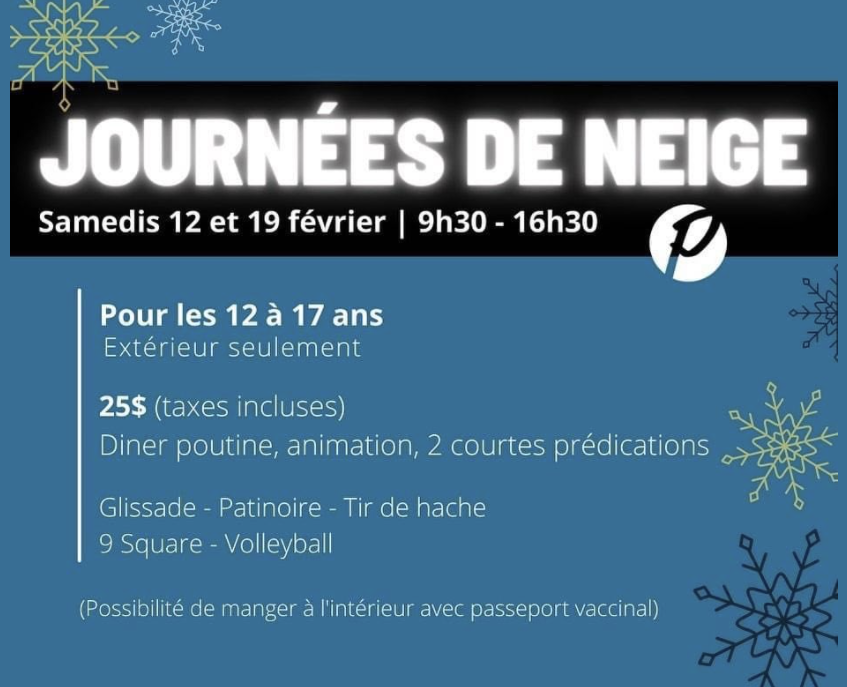 JOURNÉES DE NEIGE
Samedis 12 et 19 février | 9h30 - 16h30
Pour les 12 à 17 ans
Extérieur seulement
25$ (taxes incluses)
Diner poutine, animation, 2 courtes prédications
Glissade - Patinoire - Tir de hache
9 Square - Volleyball
(Possibilité de manger à l'intérieur avec passeport vaccinal)